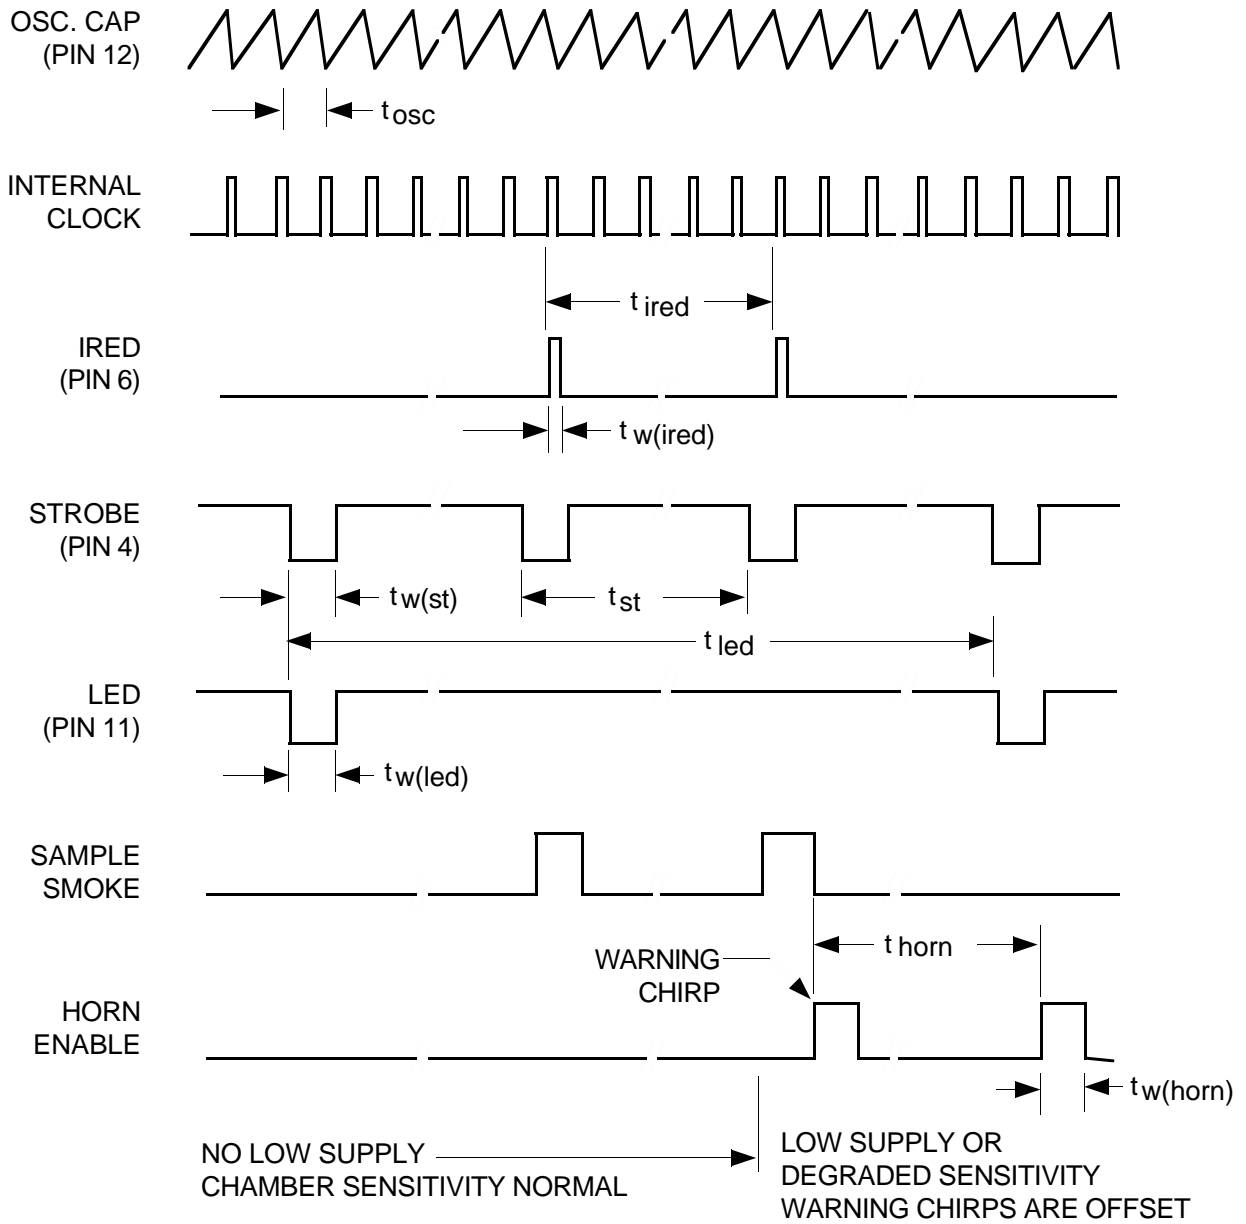 OSC. CAP
(PIN 12)
t osc
INTERNAL
CLOCK
t ired
IRED
(PIN 6)
t w(ired)
STROBE
(PIN 4)
t w(st)
t st
t led
LED
(PIN 11)
t w(led)
SAMPLE
SMOKE
t horn
WARNING
CHIRP
HORN
ENABLE
t w(horn)
NO LOW SUPPLY
CHAMBER SENSITIVITY NORMAL
LOW SUPPLY OR
DEGRADED SENSITIVITY
WARNING CHIRPS ARE OFFSET